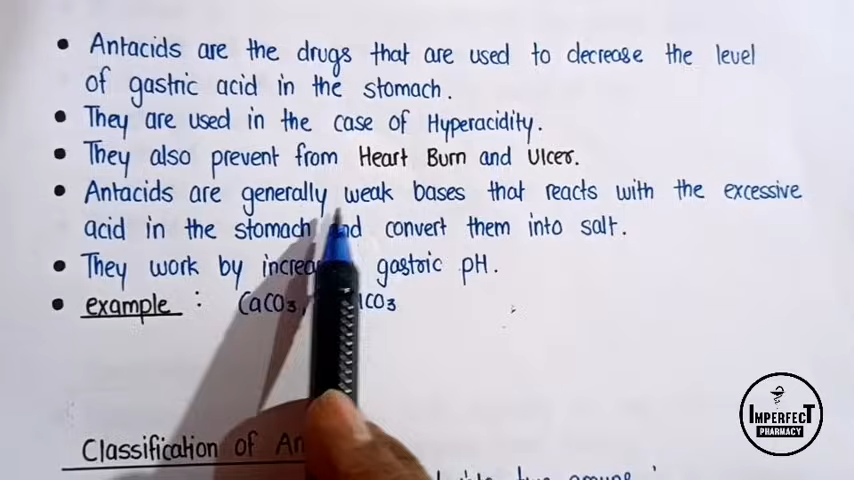 • Antacids are the drugs that are used to decrease the level
of gastric acid in the stomach.
• They are used in the case of Hyperacidity.
• They also prevent from Heart Burn and Ulcer.
• Antacids are generally weak bases that reacts with the excessive
acid in the stomach and convert them into salt.
• They work by gastric pH.
• example : CaCO₃,
Classification of
IMPERFECT
PHARMACY